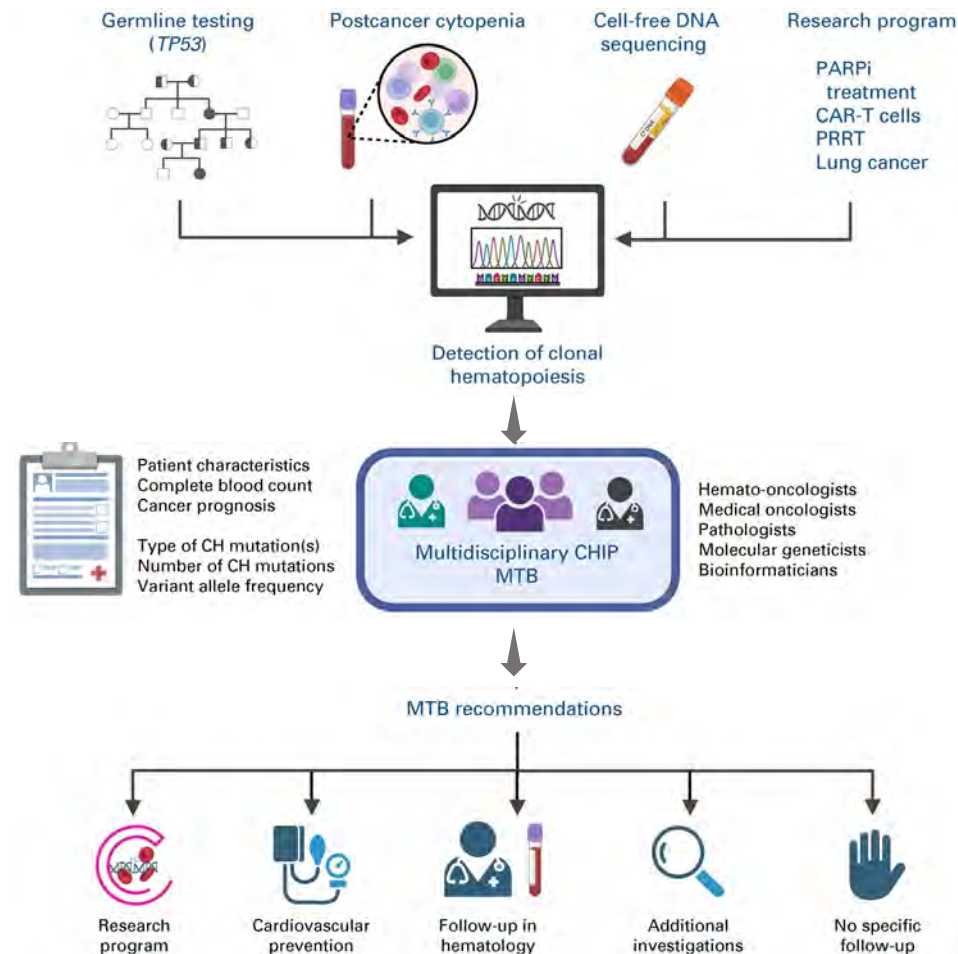 Germline testing
(TP53)
Postcancer cytopenia
Cell-free DNA
sequencing
Research program
PARPi
treatment
CAR-T cells
PRRT
Lung cancer
Detection of clonal
hematopoiesis
Patient characteristics
Complete blood count
Cancer prognosis
Type of CH mutation(s)
Number of CH mutations
Variant allele frequency
Multidisciplinary CHIP
MTB
Hemato-oncologists
Medical oncologists
Pathologists
Molecular geneticists
Bioinformaticians
MTB recommendations
Research
program
Cardiovascular
prevention
Follow-up in
hematology
Additional
investigations
No specific
follow-up